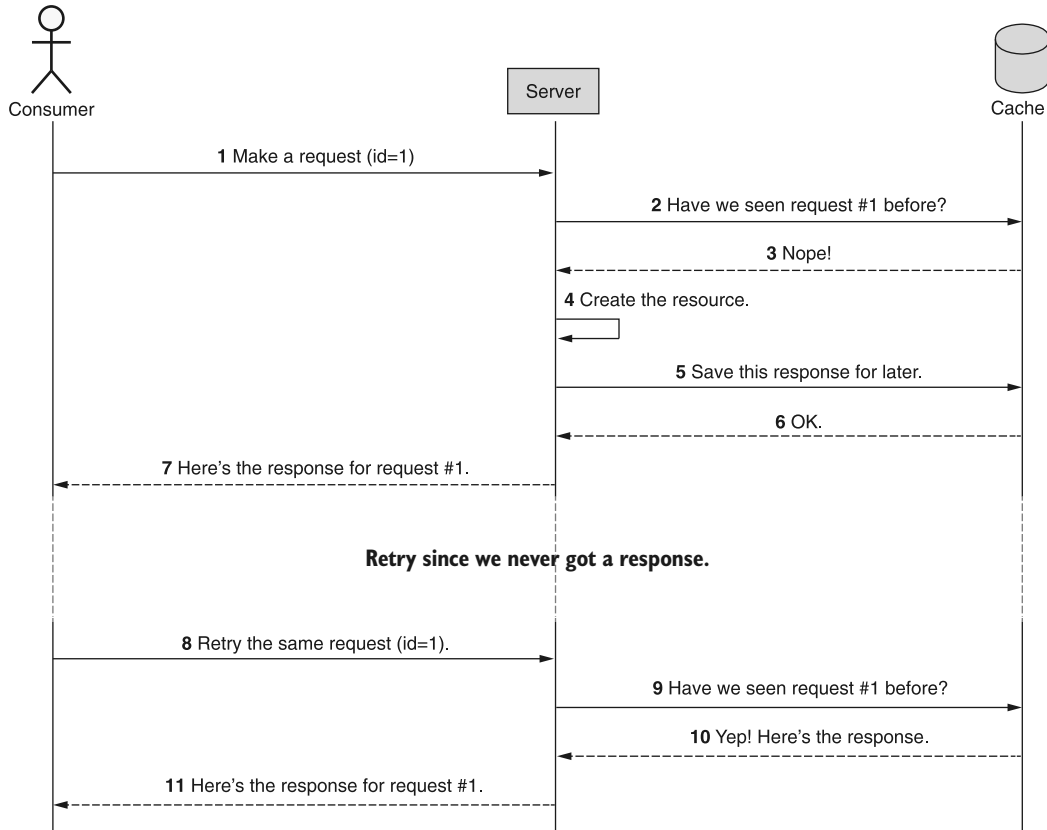 Consumer
Server
Cache
1 Make a request (id=1)
2 Have we seen request #1 before?
3 Nope!
4 Create the resource.
5 Save this response for later.
6 OK.
7 Here's the response for request #1.
Retry since we never got a response.
8 Retry the same request (id=1).
9 Have we seen request #1 before?
10 Yep! Here's the response.
11 Here's the response for request #1.